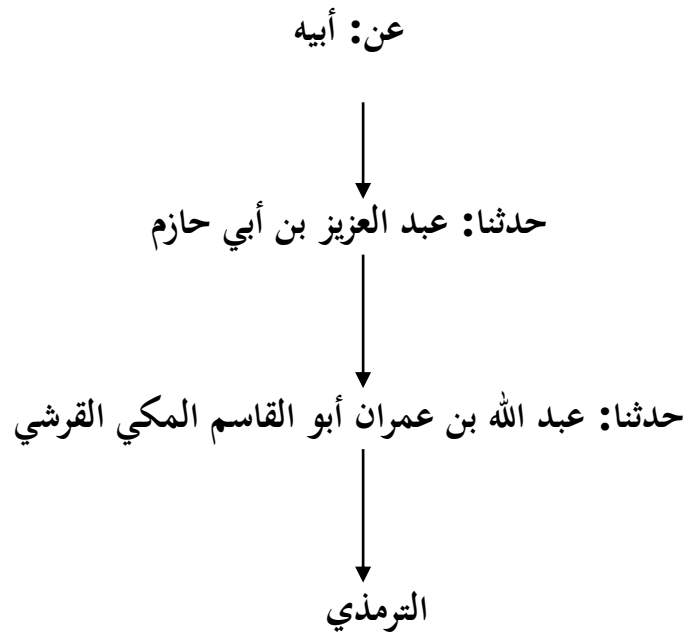 عن: أبيه
حدثنا: عبد العزيز بن أبي حازم
حدثنا: عبد الله بن عمران أبو القاسم المكي القرشي
الترمذي